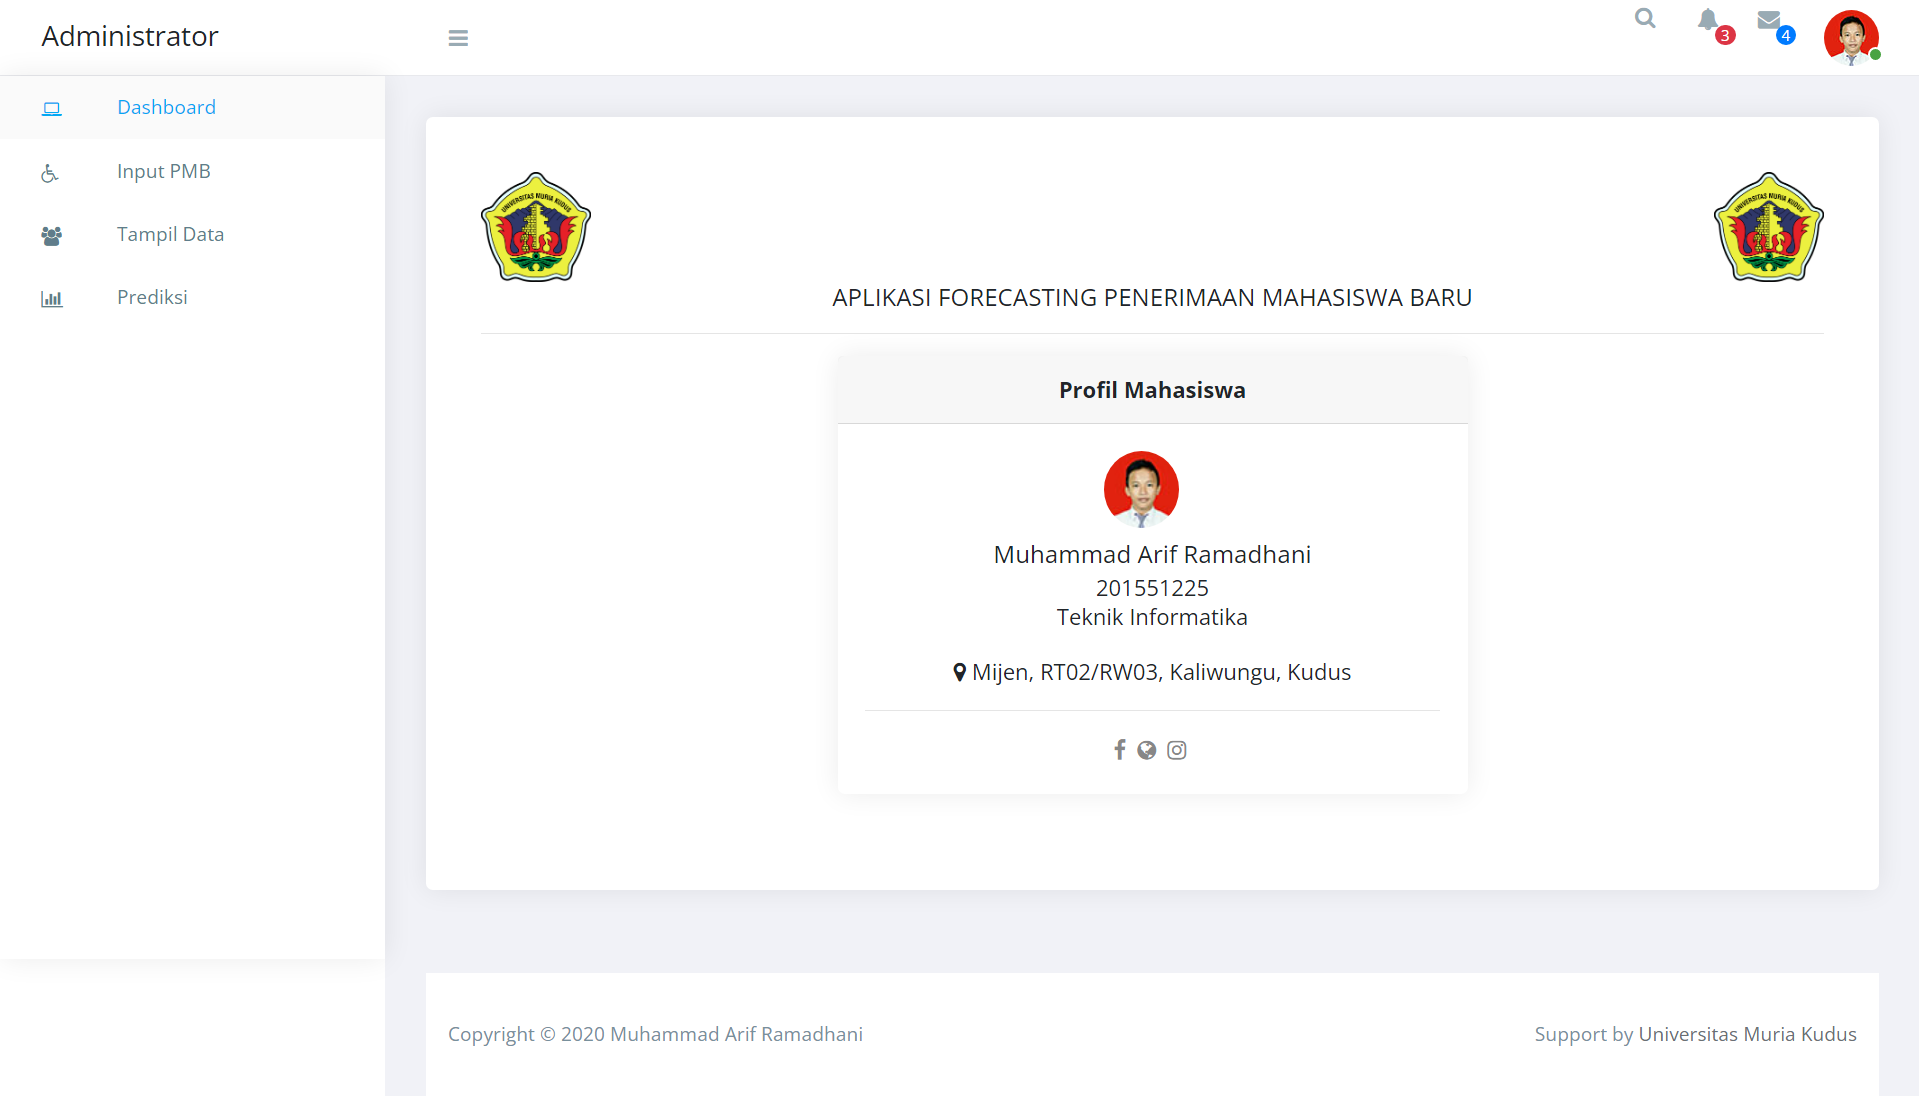 Administrator
3
4
Dashboard
Input PMB
Tampil Data
Prediksi
UNIVERSITAS MURIA KUDUS
UNIVERSITAS MURIA KUDUS
APLIKASI FORECASTING PENERIMAAN MAHASISWA BARU
Profil Mahasiswa
Muhammad Arif Ramadhani
201551225
Teknik Informatika
Mijen, RT02/RW03, Kaliwungu, Kudus
Copyright © 2020 Muhammad Arif Ramadhani
Support by Universitas Muria Kudus